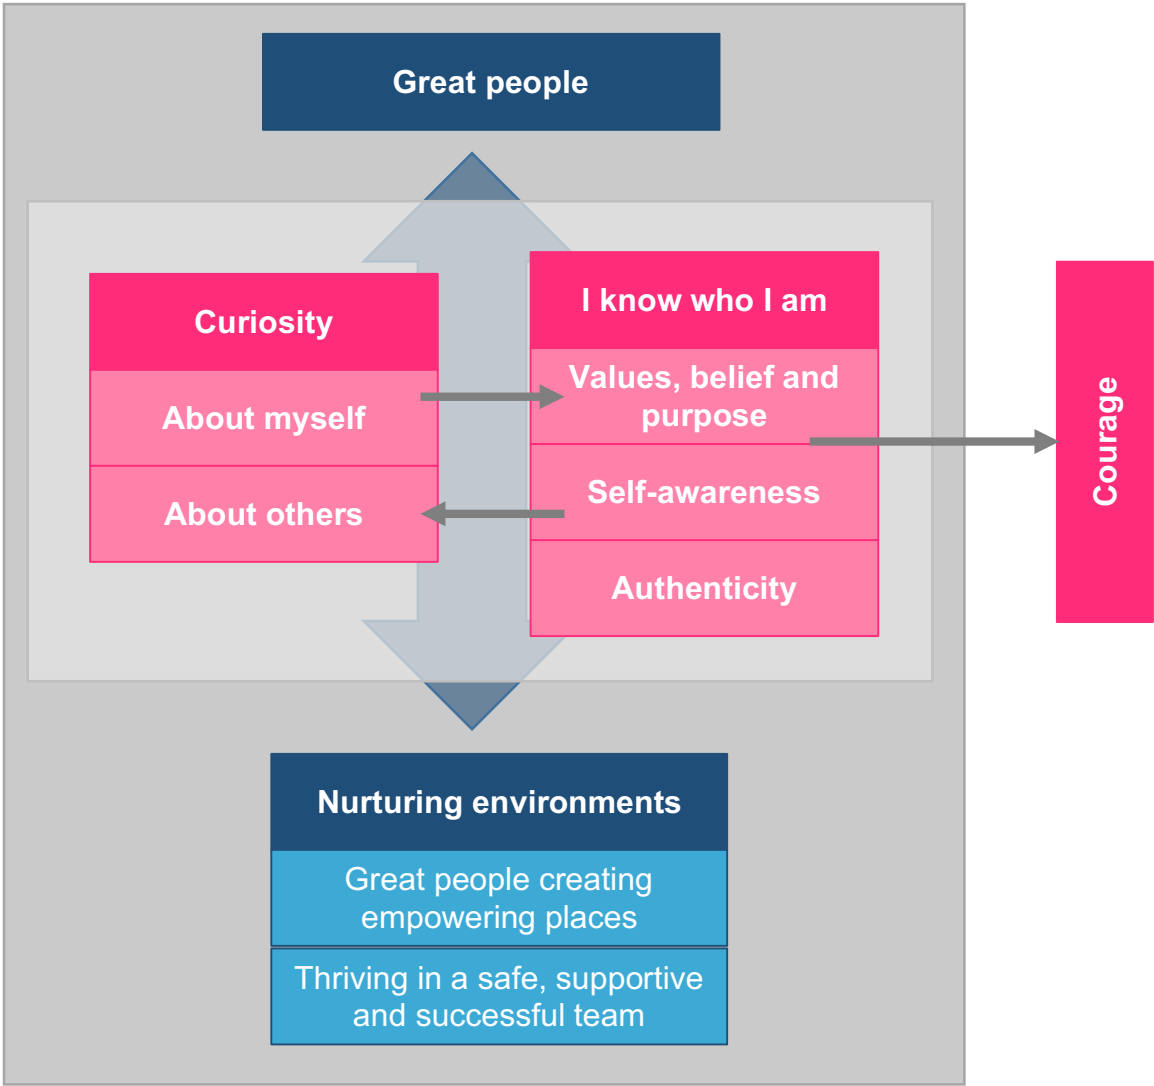 Great people
Curiosity
About myself
About others
I know who I am
Values, belief and
purpose
Self-awareness
Authenticity
Courage
Nurturing environments
Great people creating
empowering places
Thriving in a safe, supportive
and successful team